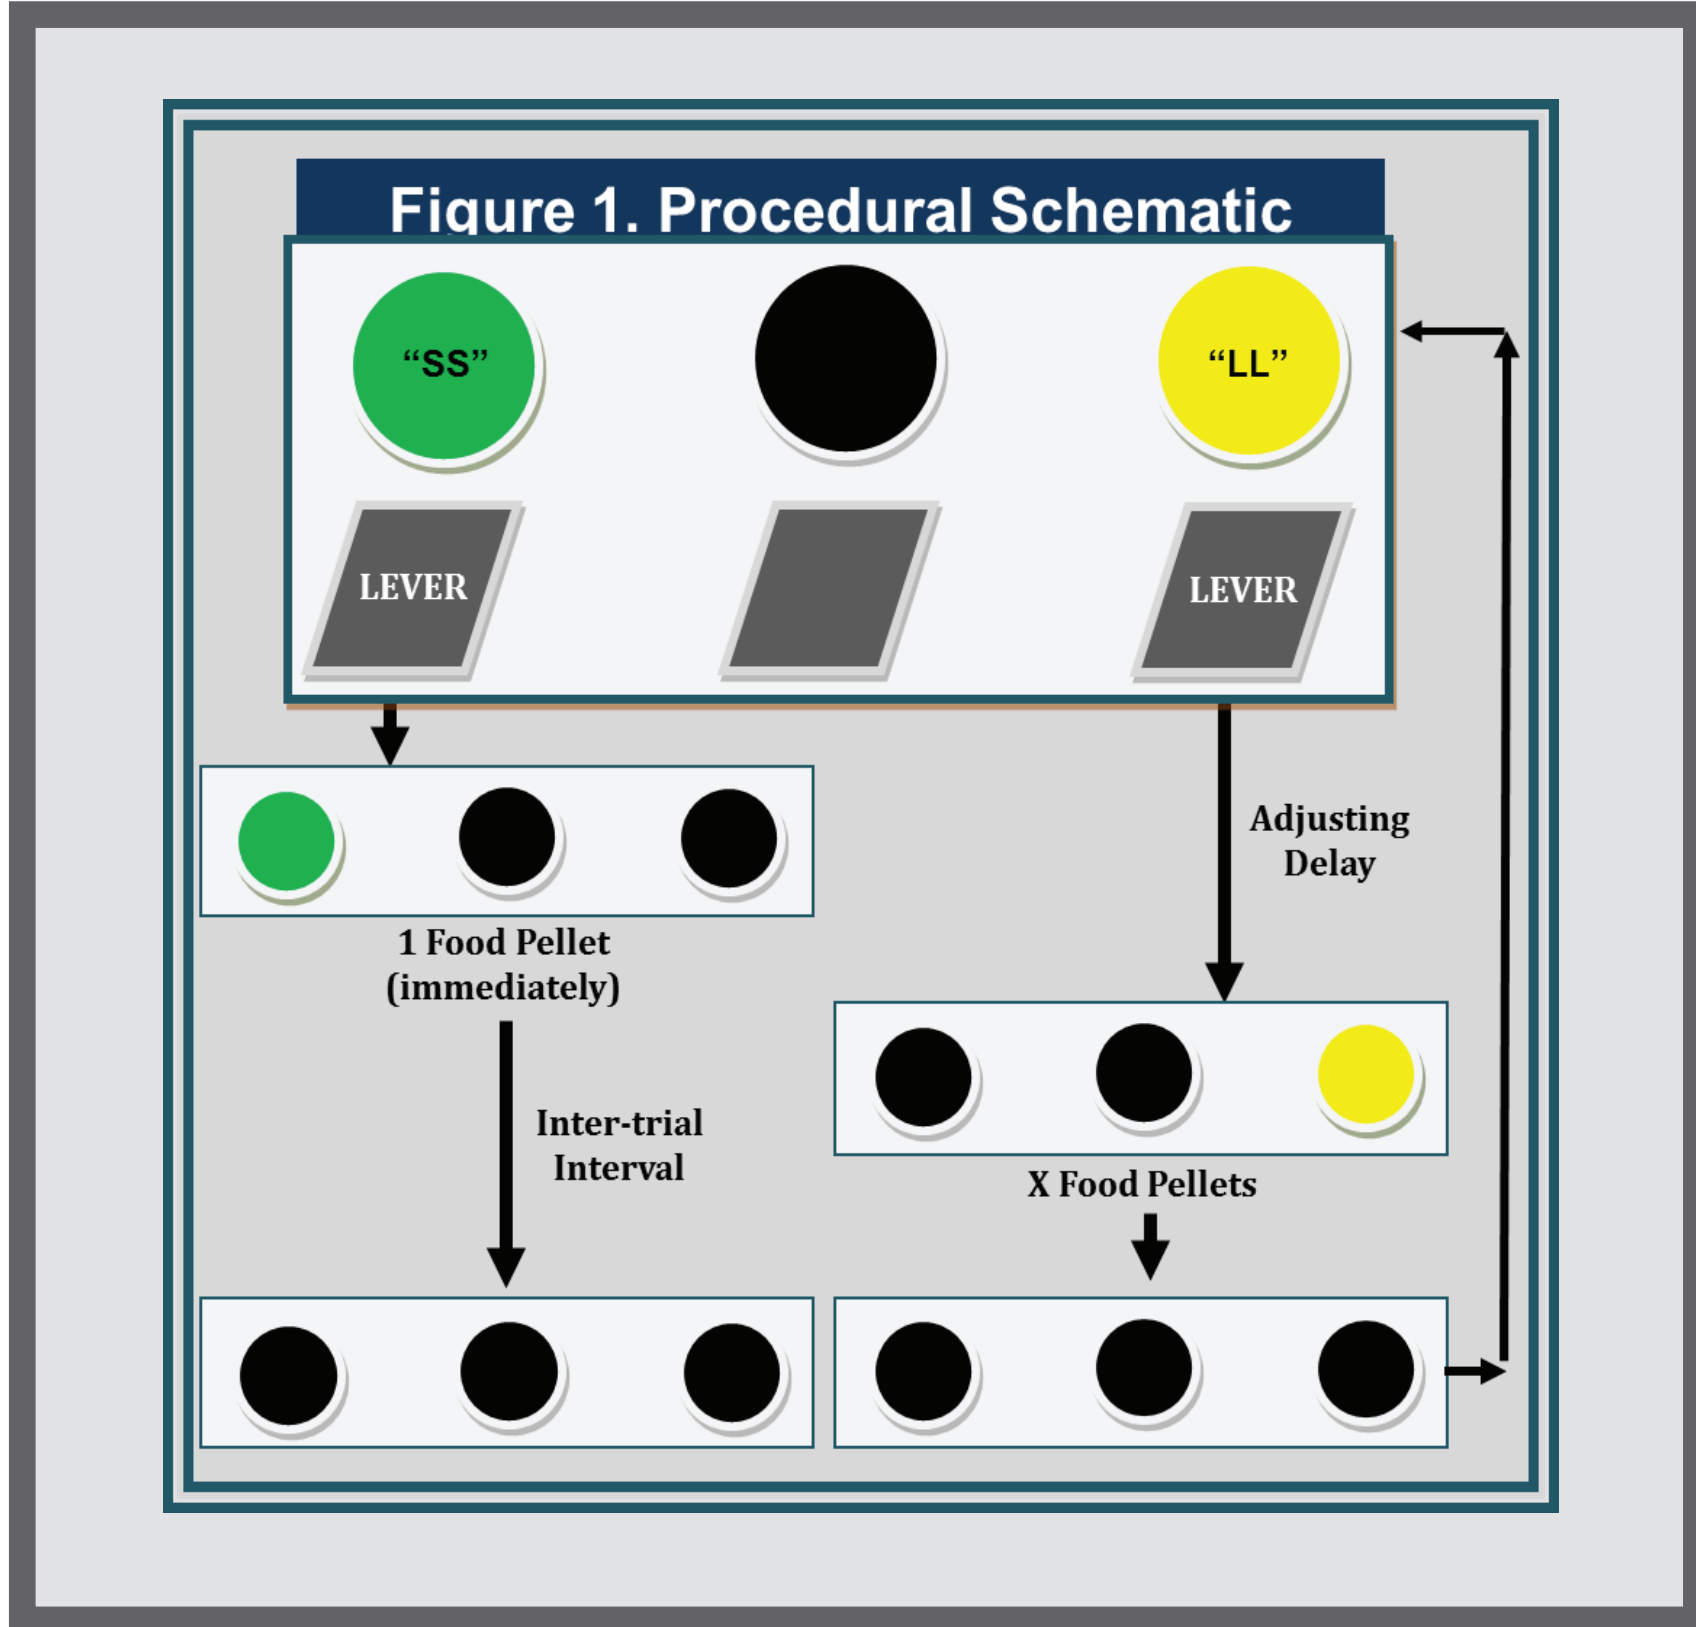 Figure 1. Procedural Schematic
“SS”
“LL”
LEVER
LEVER
Adjusting
Delay
1 Food Pellet
(immediately)
Inter-trial
Interval
X Food Pellets